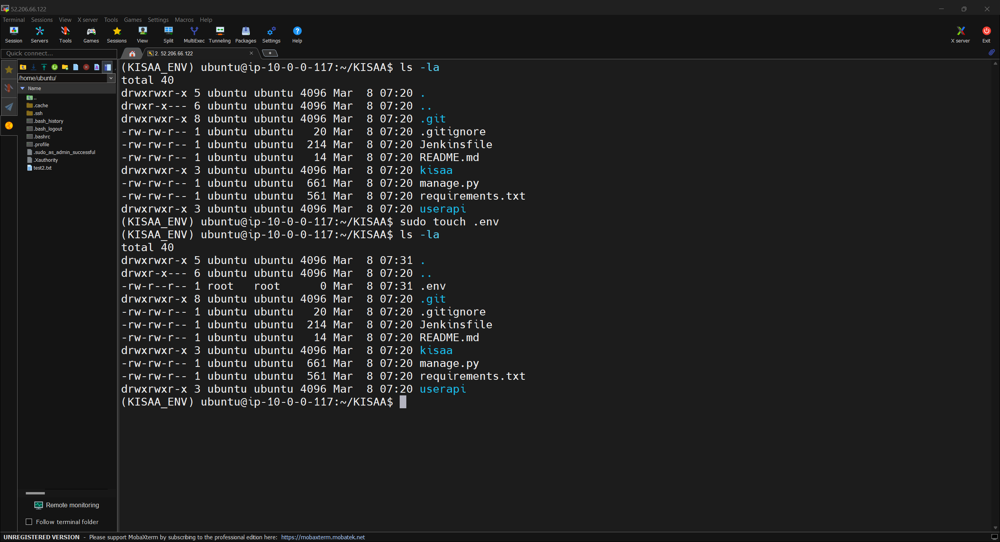 52.206.66.122
Terminal Sessions View X server Tools Games Settings Macros Help
Session Servers Tools Games Sessions View Split MultiExec Tunneling Packages Settings Help X server Exit
Quick connect...
2. 52.206.66.122
/home/ubuntu/
Name
..
.cache
.ssh
.bash_history
.bash_logout
.bashrc
.profile
.sudo_as_admin_successful
.Xauthority
test2.txt
(KISAA_ENV) ubuntu@ip-10-0-0-117:~/KISAA$ ls -la
total 40
drwxrwxr-x 5 ubuntu ubuntu 4096 Mar  8 07:20 .
drwxr-x--- 6 ubuntu ubuntu 4096 Mar  8 07:20 ..
drwxrwxr-x 8 ubuntu ubuntu 4096 Mar  8 07:20 .git
-rw-rw-r-- 1 ubuntu ubuntu   20 Mar  8 07:20 .gitignore
-rw-rw-r-- 1 ubuntu ubuntu  214 Mar  8 07:20 Jenkinsfile
-rw-rw-r-- 1 ubuntu ubuntu   14 Mar  8 07:20 README.md
drwxrwxr-x 3 ubuntu ubuntu 4096 Mar  8 07:20 kisaa
-rw-rw-r-- 1 ubuntu ubuntu  661 Mar  8 07:20 manage.py
-rw-rw-r-- 1 ubuntu ubuntu  561 Mar  8 07:20 requirements.txt
drwxrwxr-x 3 ubuntu ubuntu 4096 Mar  8 07:20 userapi
(KISAA_ENV) ubuntu@ip-10-0-0-117:~/KISAA$ sudo touch .env
(KISAA_ENV) ubuntu@ip-10-0-0-117:~/KISAA$ ls -la
total 40
drwxrwxr-x 5 ubuntu ubuntu 4096 Mar  8 07:31 .
drwxr-x--- 6 ubuntu ubuntu 4096 Mar  8 07:20 ..
-rw-r--r-- 1 root   root      0 Mar  8 07:31 .env
drwxrwxr-x 8 ubuntu ubuntu 4096 Mar  8 07:20 .git
-rw-rw-r-- 1 ubuntu ubuntu   20 Mar  8 07:20 .gitignore
-rw-rw-r-- 1 ubuntu ubuntu  214 Mar  8 07:20 Jenkinsfile
-rw-rw-r-- 1 ubuntu ubuntu   14 Mar  8 07:20 README.md
drwxrwxr-x 3 ubuntu ubuntu 4096 Mar  8 07:20 kisaa
-rw-rw-r-- 1 ubuntu ubuntu  661 Mar  8 07:20 manage.py
-rw-rw-r-- 1 ubuntu ubuntu  561 Mar  8 07:20 requirements.txt
drwxrwxr-x 3 ubuntu ubuntu 4096 Mar  8 07:20 userapi
(KISAA_ENV) ubuntu@ip-10-0-0-117:~/KISAA$
Remote monitoring
Follow terminal folder
UNREGISTERED VERSION - Please support MobaXterm by subscribing to the professional edition here: https://mobaxterm.mobatek.net